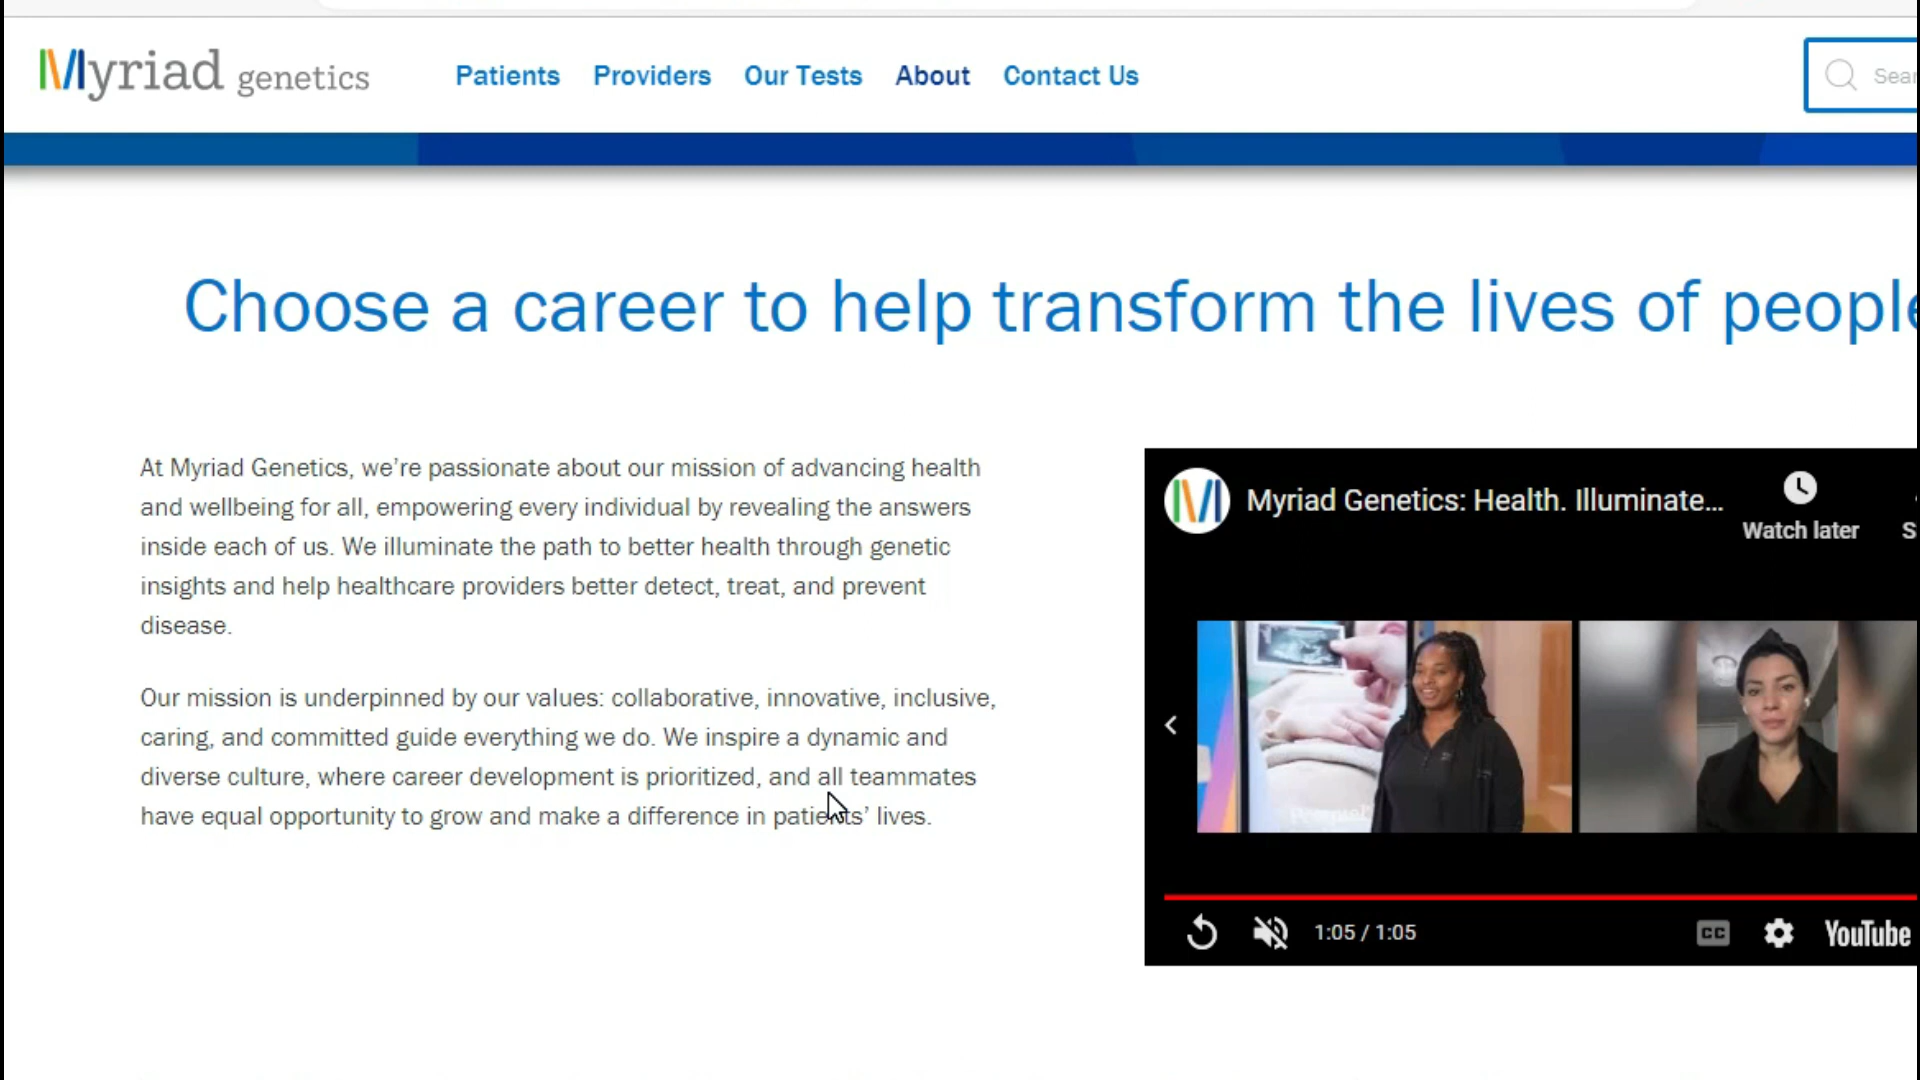 Myriad genetics
Patients Providers Our Tests About Contact Us
Choose a career to help transform the lives of people
At Myriad Genetics, we’re passionate about our mission of advancing health
and wellbeing for all, empowering every individual by revealing the answers
inside each of us. We illuminate the path to better health through genetic
insights and help healthcare providers better detect, treat, and prevent
disease.
Our mission is underpinned by our values: collaborative, innovative, inclusive,
caring, and committed guide everything we do. We inspire a dynamic and
diverse culture, where career development is prioritized, and all teammates
have equal opportunity to grow and make a difference in patients’ lives.
Myriad Genetics: Health. Illuminate...
Watch later
1:05 / 1:05
CC
YouTube